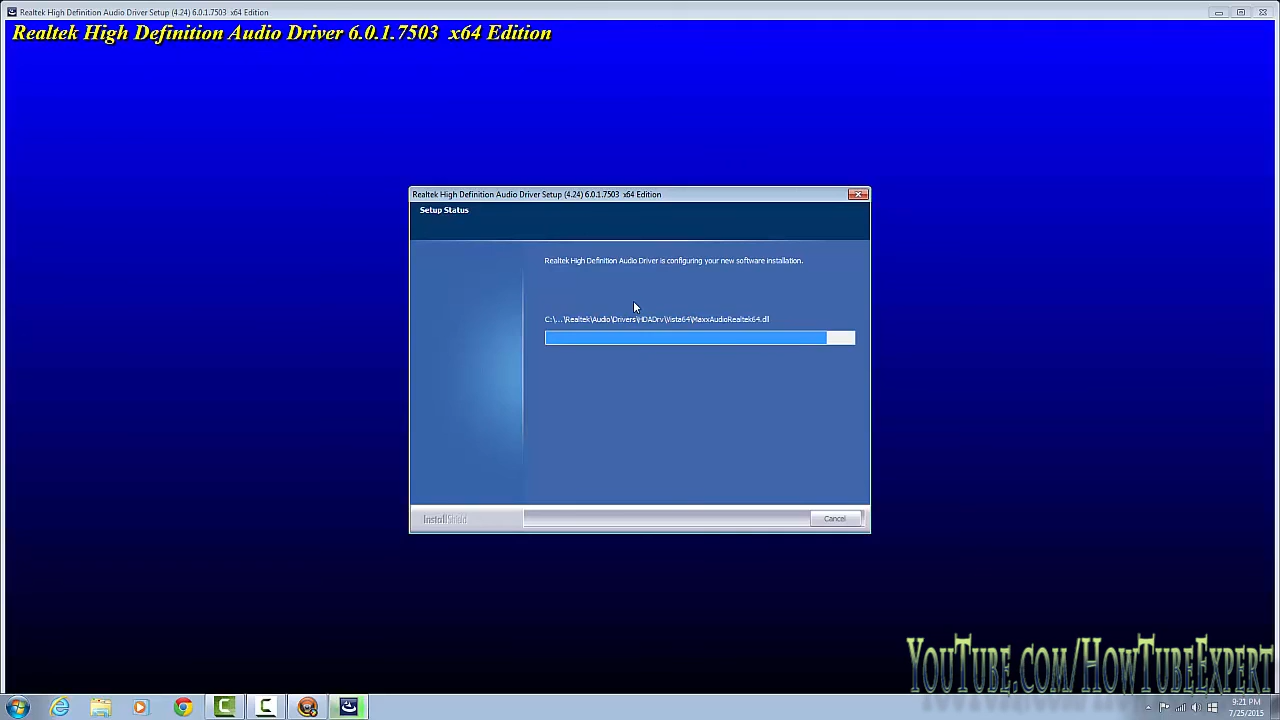 Realtek High Definition Audio Driver Setup (4.24) 6.0.1.7503 x64 Edition
Realtek High Definition Audio Driver 6.0.1.7503 x64 Edition
Realtek High Definition Audio Driver Setup (4.24) 6.0.1.7503 x64 Edition
Setup Status
Realtek High Definition Audio Driver is configuring your new software installation.
C:\...\Realtek\Audio\Drivers\HDADrv\Vista64\MaxxAudioRealtek64.dll
InstallShield
Cancel
YouTube.com/HowTubeExpert
9:21 PM
7/25/2015